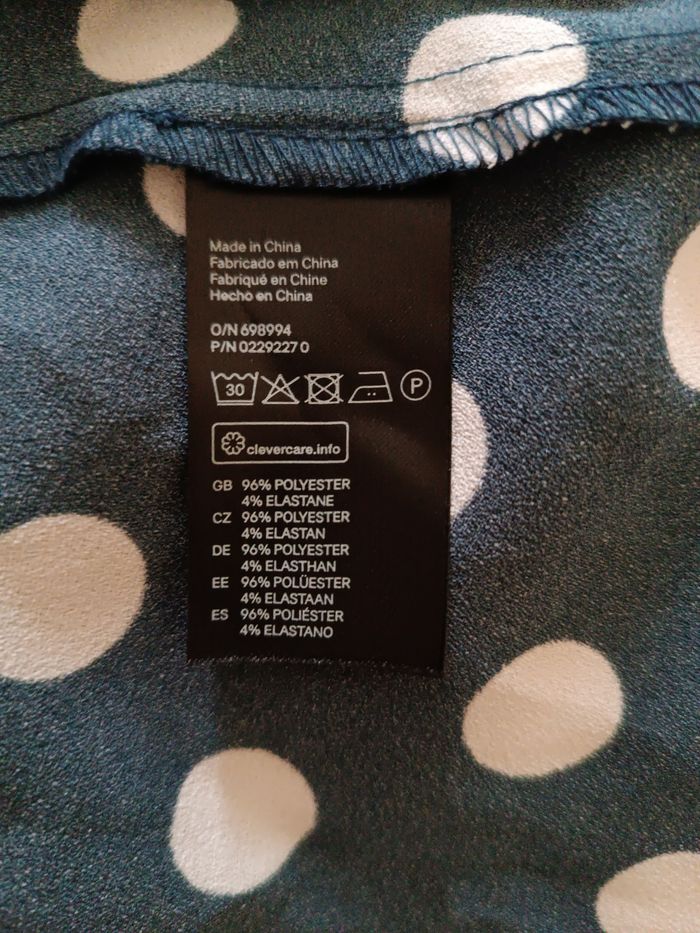 Made in China
Fabricado em China
Fabriqué en Chine
Hecho en China
O/N 698994
P/N 0229227 0
30 P
clevercare.info
GB 96% POLYESTER
4% ELASTANE
CZ 96% POLYESTER
4% ELASTAN
DE 96% POLYESTER
4% ELASTHAN
EE 96% POLÜESTER
4% ELASTAAN
ES 96% POLIÉSTER
4% ELASTANO